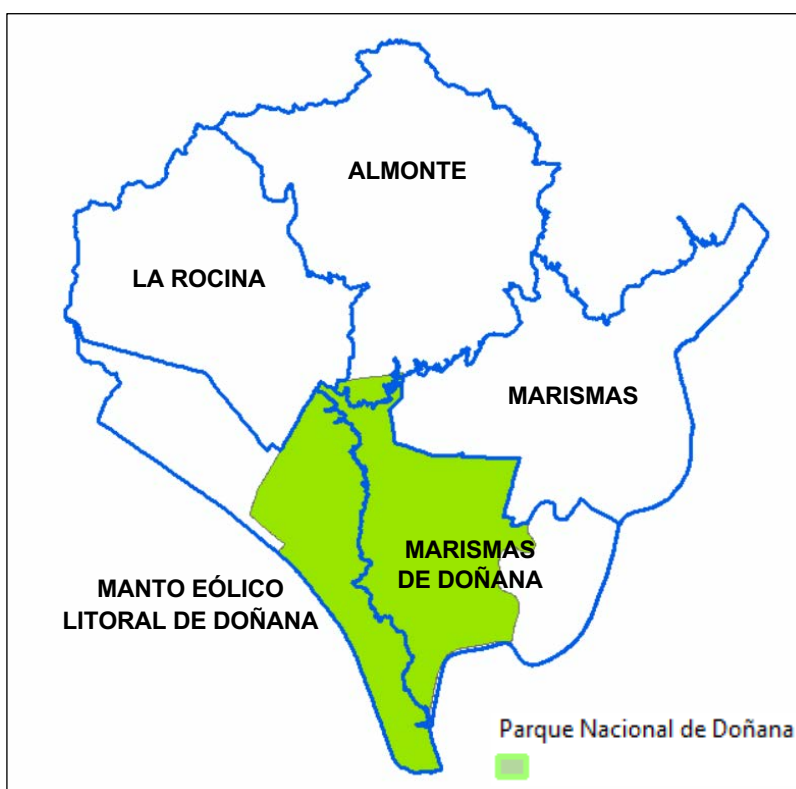 ALMONTE
LA ROCINA
MARISMAS
MARISMAS
DE DOÑANA
MANTO EÓLICO
LITORAL DE DOÑANA
Parque Nacional de Doñana